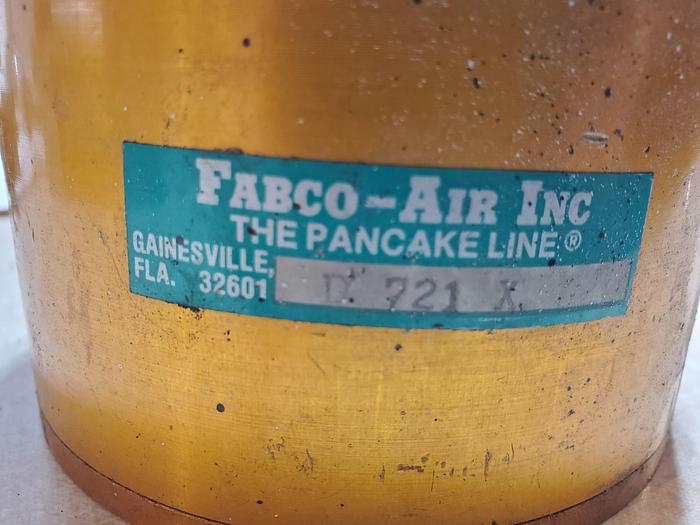 FABCO-AIR INC
THE PANCAKE LINE®
GAINESVILLE,
FLA. 32601
D 721 X